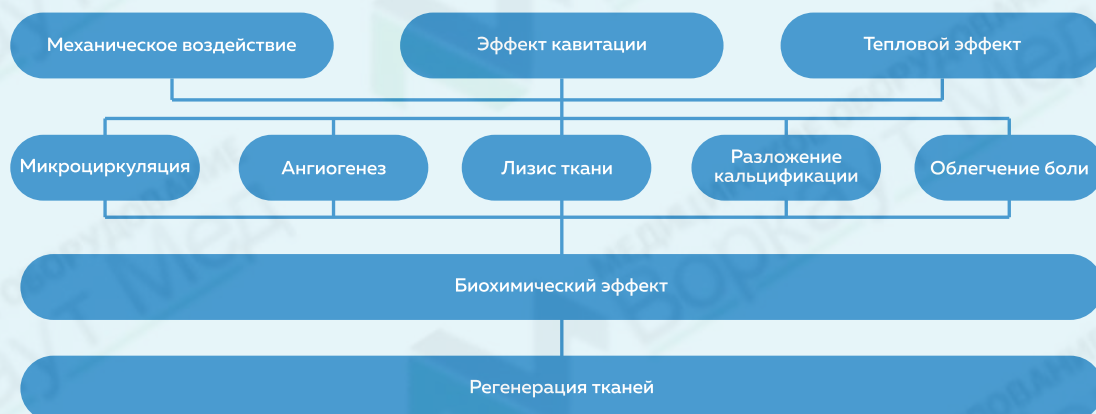 Механическое воздействие
Эффект кавитации
Тепловой эффект
Микроциркуляция
Ангиогенез
Лизис ткани
Разложение
кальцификации
Облегчение боли
Биохимический эффект
Регенерация тканей